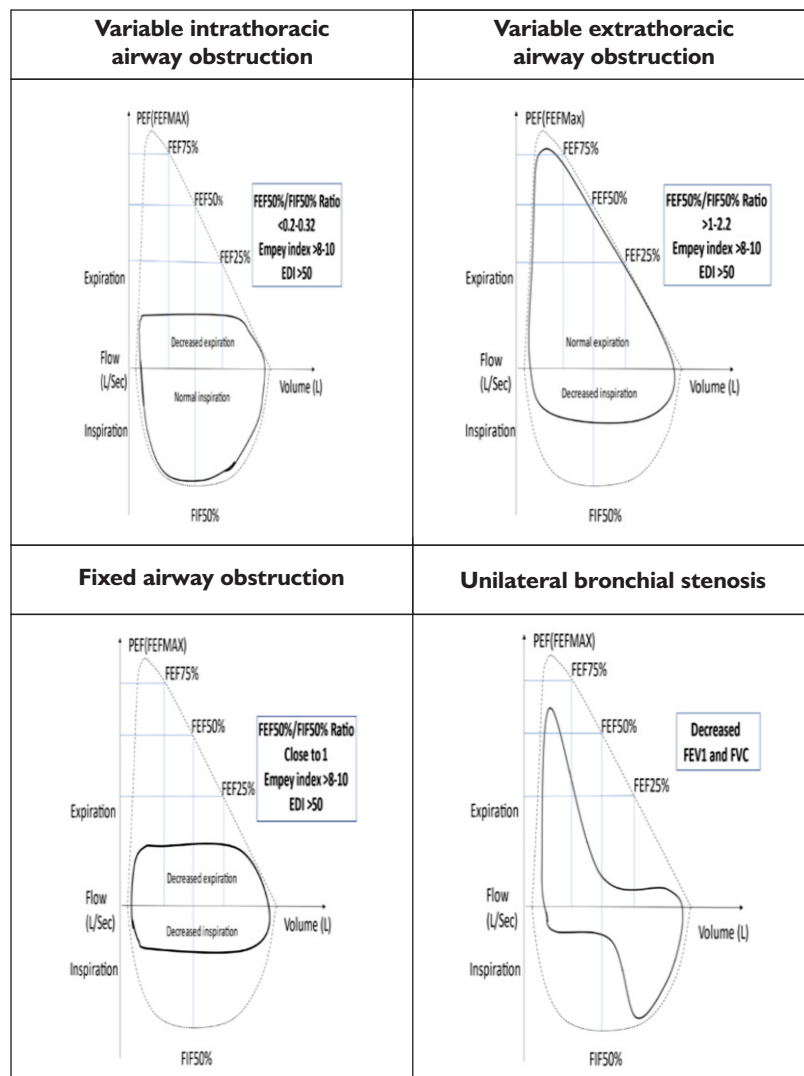 Variable intrathoracic
airway obstruction
PEF(FEFMAX)
FEF75%
FEF50%
FEF50%/FIF50% Ratio
<0.2-0.32
Empey index >8-10
EDI >50
FEF25%
Expiration
Decreased expiration
Flow
(L/Sec)
Volume (L)
Normal inspiration
Inspiration
FIF50%
Variable extrathoracic
airway obstruction
PEF(FEFMax)
FEF75%
FEF50%
FEF50%/FIF50% Ratio
>1-2.2
Empey index >8-10
EDI >50
FEF25%
Expiration
Normal expiration
Flow
(L/Sec)
Volume (L)
Decreased inspiration
Inspiration
FIF50%
Fixed airway obstruction
PEF(FEFMAX)
FEF75%
FEF50%
FEF50%/FIF50% Ratio
Close to 1
Empey index >8-10
EDI >50
FEF25%
Expiration
Decreased expiration
Flow
(L/Sec)
Volume (L)
Decreased inspiration
Inspiration
FIF50%
Unilateral bronchial stenosis
PEF(FEFMAX)
FEF75%
FEF50%
Decreased
FEV1 and FVC
FEF25%
Expiration
Flow
(L/Sec)
Volume (L)
Inspiration
FIF50%